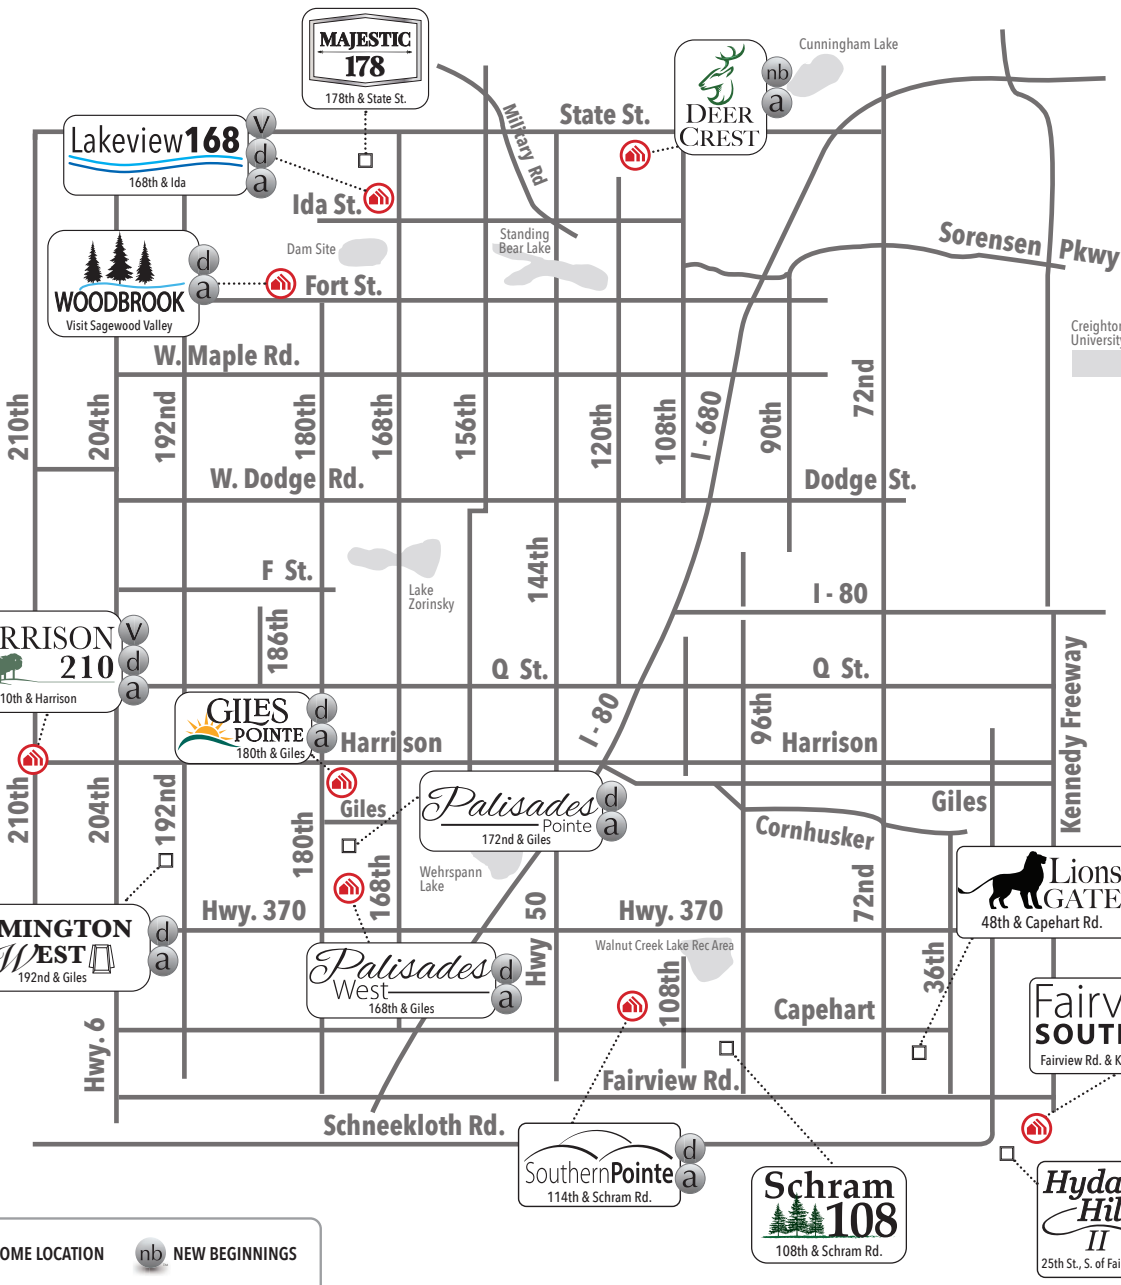 MAJESTIC
178
178th & State St.
DEER
CREST
nb
a
Cunningham Lake
State St.
Military Rd
Lakeview168
168th & Ida
v
d
a
Ida St.
Dam Site
Standing
Bear Lake
Sorensen Pkwy
WOODBROOK
Visit Sagewood Valley
d
a
Fort St.
Creighton
University
W. Maple Rd.
210th
204th
192nd
180th
168th
156th
120th
108th
I - 680
90th
72nd
W. Dodge Rd.
Dodge St.
144th
F St.
Lake
Zorinsky
I - 80
186th
RRISON
210
10th & Harrison
v
d
a
Q St.
Q St.
Kennedy Freeway
GILES
POINTE
180th & Giles
d
a
Harrison
I - 80
96th
Harrison
210th
204th
192nd
180th
Giles
168th
Palisades
Pointe
172nd & Giles
d
a
Giles
Cornhusker
Wehrspann
Lake
72nd
Lions
GATE
48th & Capehart Rd.
MINGTON
WEST
192nd & Giles
d
a
Hwy. 370
Hwy 50
Hwy. 370
Walnut Creek Lake Rec Area
108th
36th
Palisades
West
168th & Giles
d
a
Capehart
Fairv
SOUT
Fairview Rd. & K
Hwy. 6
Fairview Rd.
Schneekloth Rd.
SouthernPointe
114th & Schram Rd.
d
a
Schram
108
108th & Schram Rd.
Hyda
Hil
II
25th St., S. of Fai
OME LOCATION
nb
NEW BEGINNINGS